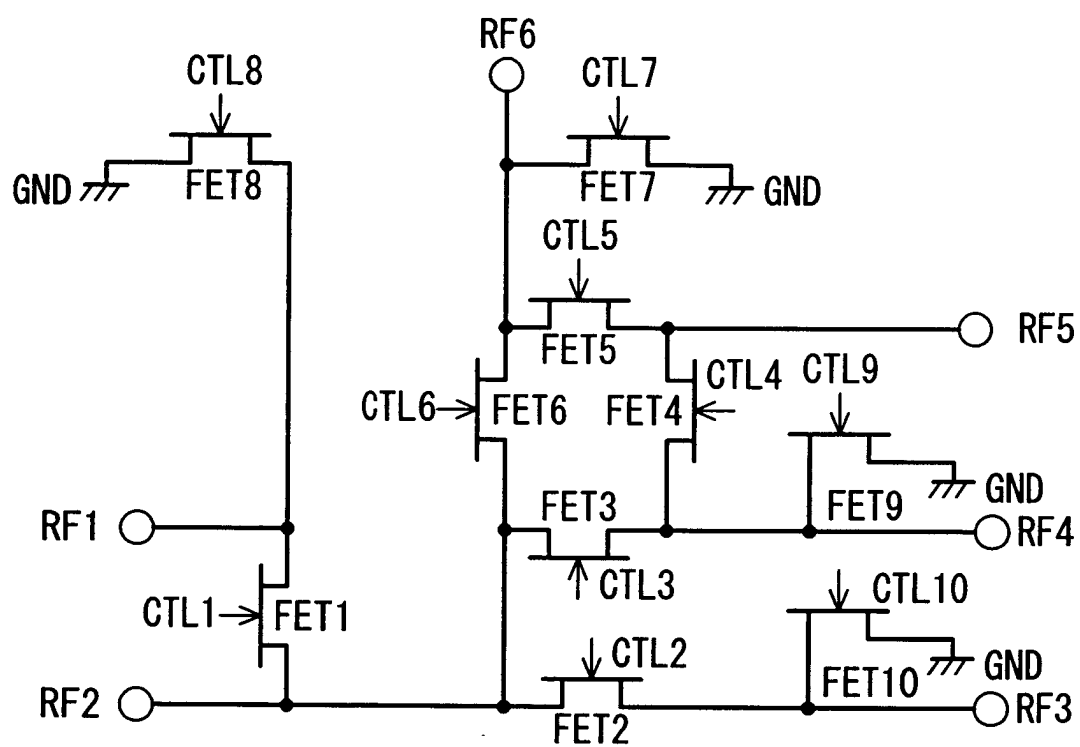 RF6
CTL8
CTL7
GND
FET8
FET7
GND
CTL5
RF5
FET5
CTL4
CTL9
CTL6
FET6
FET4
GND
FET3
FET9
RF1
RF4
CTL3
CTL10
CTL1
FET1
CTL2
GND
FET10
RF2
RF3
FET2